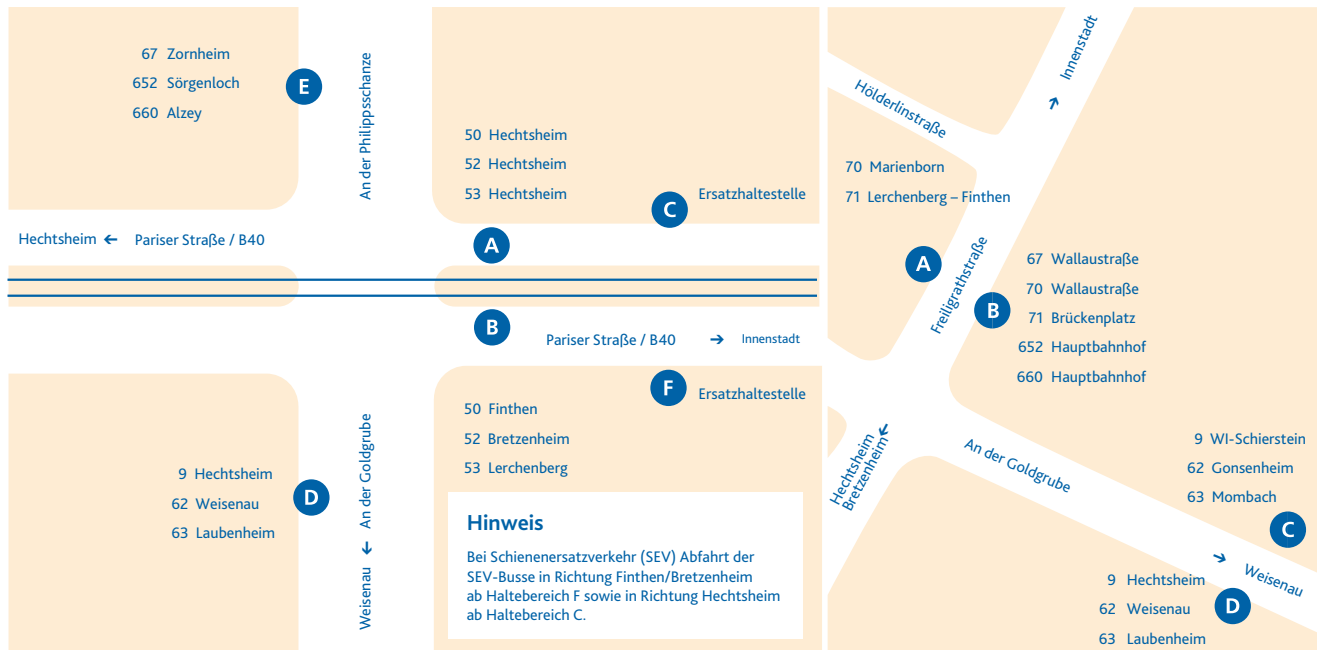 67 Zornheim
652 Sörgenloch
660 Alzey
E
An der Philippsschanze
50 Hechtsheim
52 Hechtsheim
53 Hechtsheim
C
Ersatzhaltestelle
Hechtsheim ← Pariser Straße / B40
A
B
Pariser Straße / B40 → Innenstadt
F
Ersatzhaltestelle
50 Finthen
52 Bretzenheim
53 Lerchenberg
9 Hechtsheim
62 Weisenau
63 Laubenheim
D
Weisenau ← An der Goldgrube
Hinweis
Bei Schienenersatzverkehr (SEV) Abfahrt der
SEV-Busse in Richtung Finthen/Bretzenheim
ab Haltebereich F sowie in Richtung Hechtsheim
ab Haltebereich C.
→ Innenstadt
Hölderlinstraße
70 Marienborn
71 Lerchenberg – Finthen
A
Freiligrathstraße
B
67 Wallaustraße
70 Wallaustraße
71 Brückenplatz
652 Hauptbahnhof
660 Hauptbahnhof
Hechtsheim ←
Bretzenheim
An der Goldgrube
9 WI-Schierstein
62 Gonsenheim
63 Mombach
C
→ Weisenau
9 Hechtsheim
62 Weisenau
63 Laubenheim
D